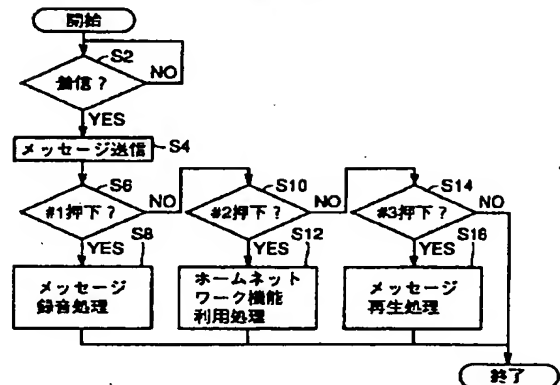 開始
S2
着信？
NO
YES
メッセージ送信
S4
S6
#1押下？
NO
YES
S8
メッセージ
録音処理
S10
#2押下？
NO
YES
S12
ホームネット
ワーク機能
利用処理
S14
#3押下？
NO
YES
S16
メッセージ
再生処理
終了